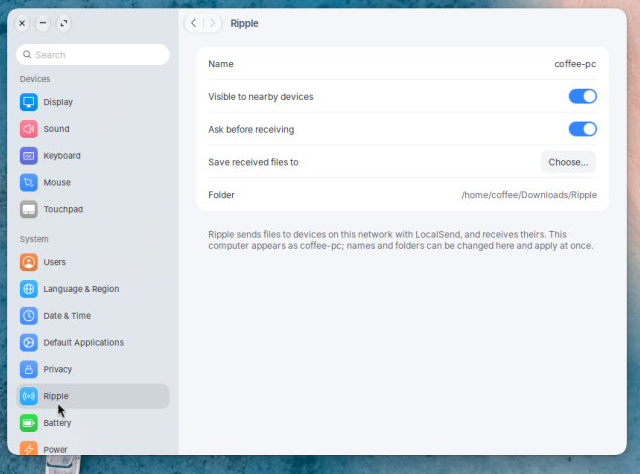 Ripple
Search
Devices
Display
Sound
Keyboard
Mouse
Touchpad
System
Users
Language & Region
Date & Time
Default Applications
Privacy
Ripple
Battery
Power
Name
coffee-pc
Visible to nearby devices
Ask before receiving
Save received files to
Choose...
Folder
/home/coffee/Downloads/Ripple
Ripple sends files to devices on this network with LocalSend, and receives theirs. This
computer appears as coffee-pc; names and folders can be changed here and apply at once.